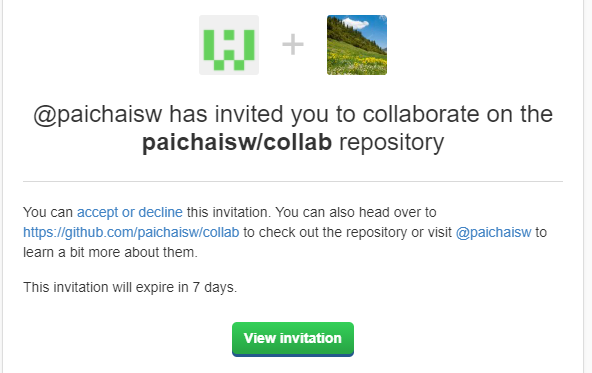 @paichaisw has invited you to collaborate on the
paichaisw/collab repository
You can accept or decline this invitation. You can also head over to
https://github.com/paichaisw/collab to check out the repository or visit @paichaisw to
learn a bit more about them.
This invitation will expire in 7 days.
View invitation